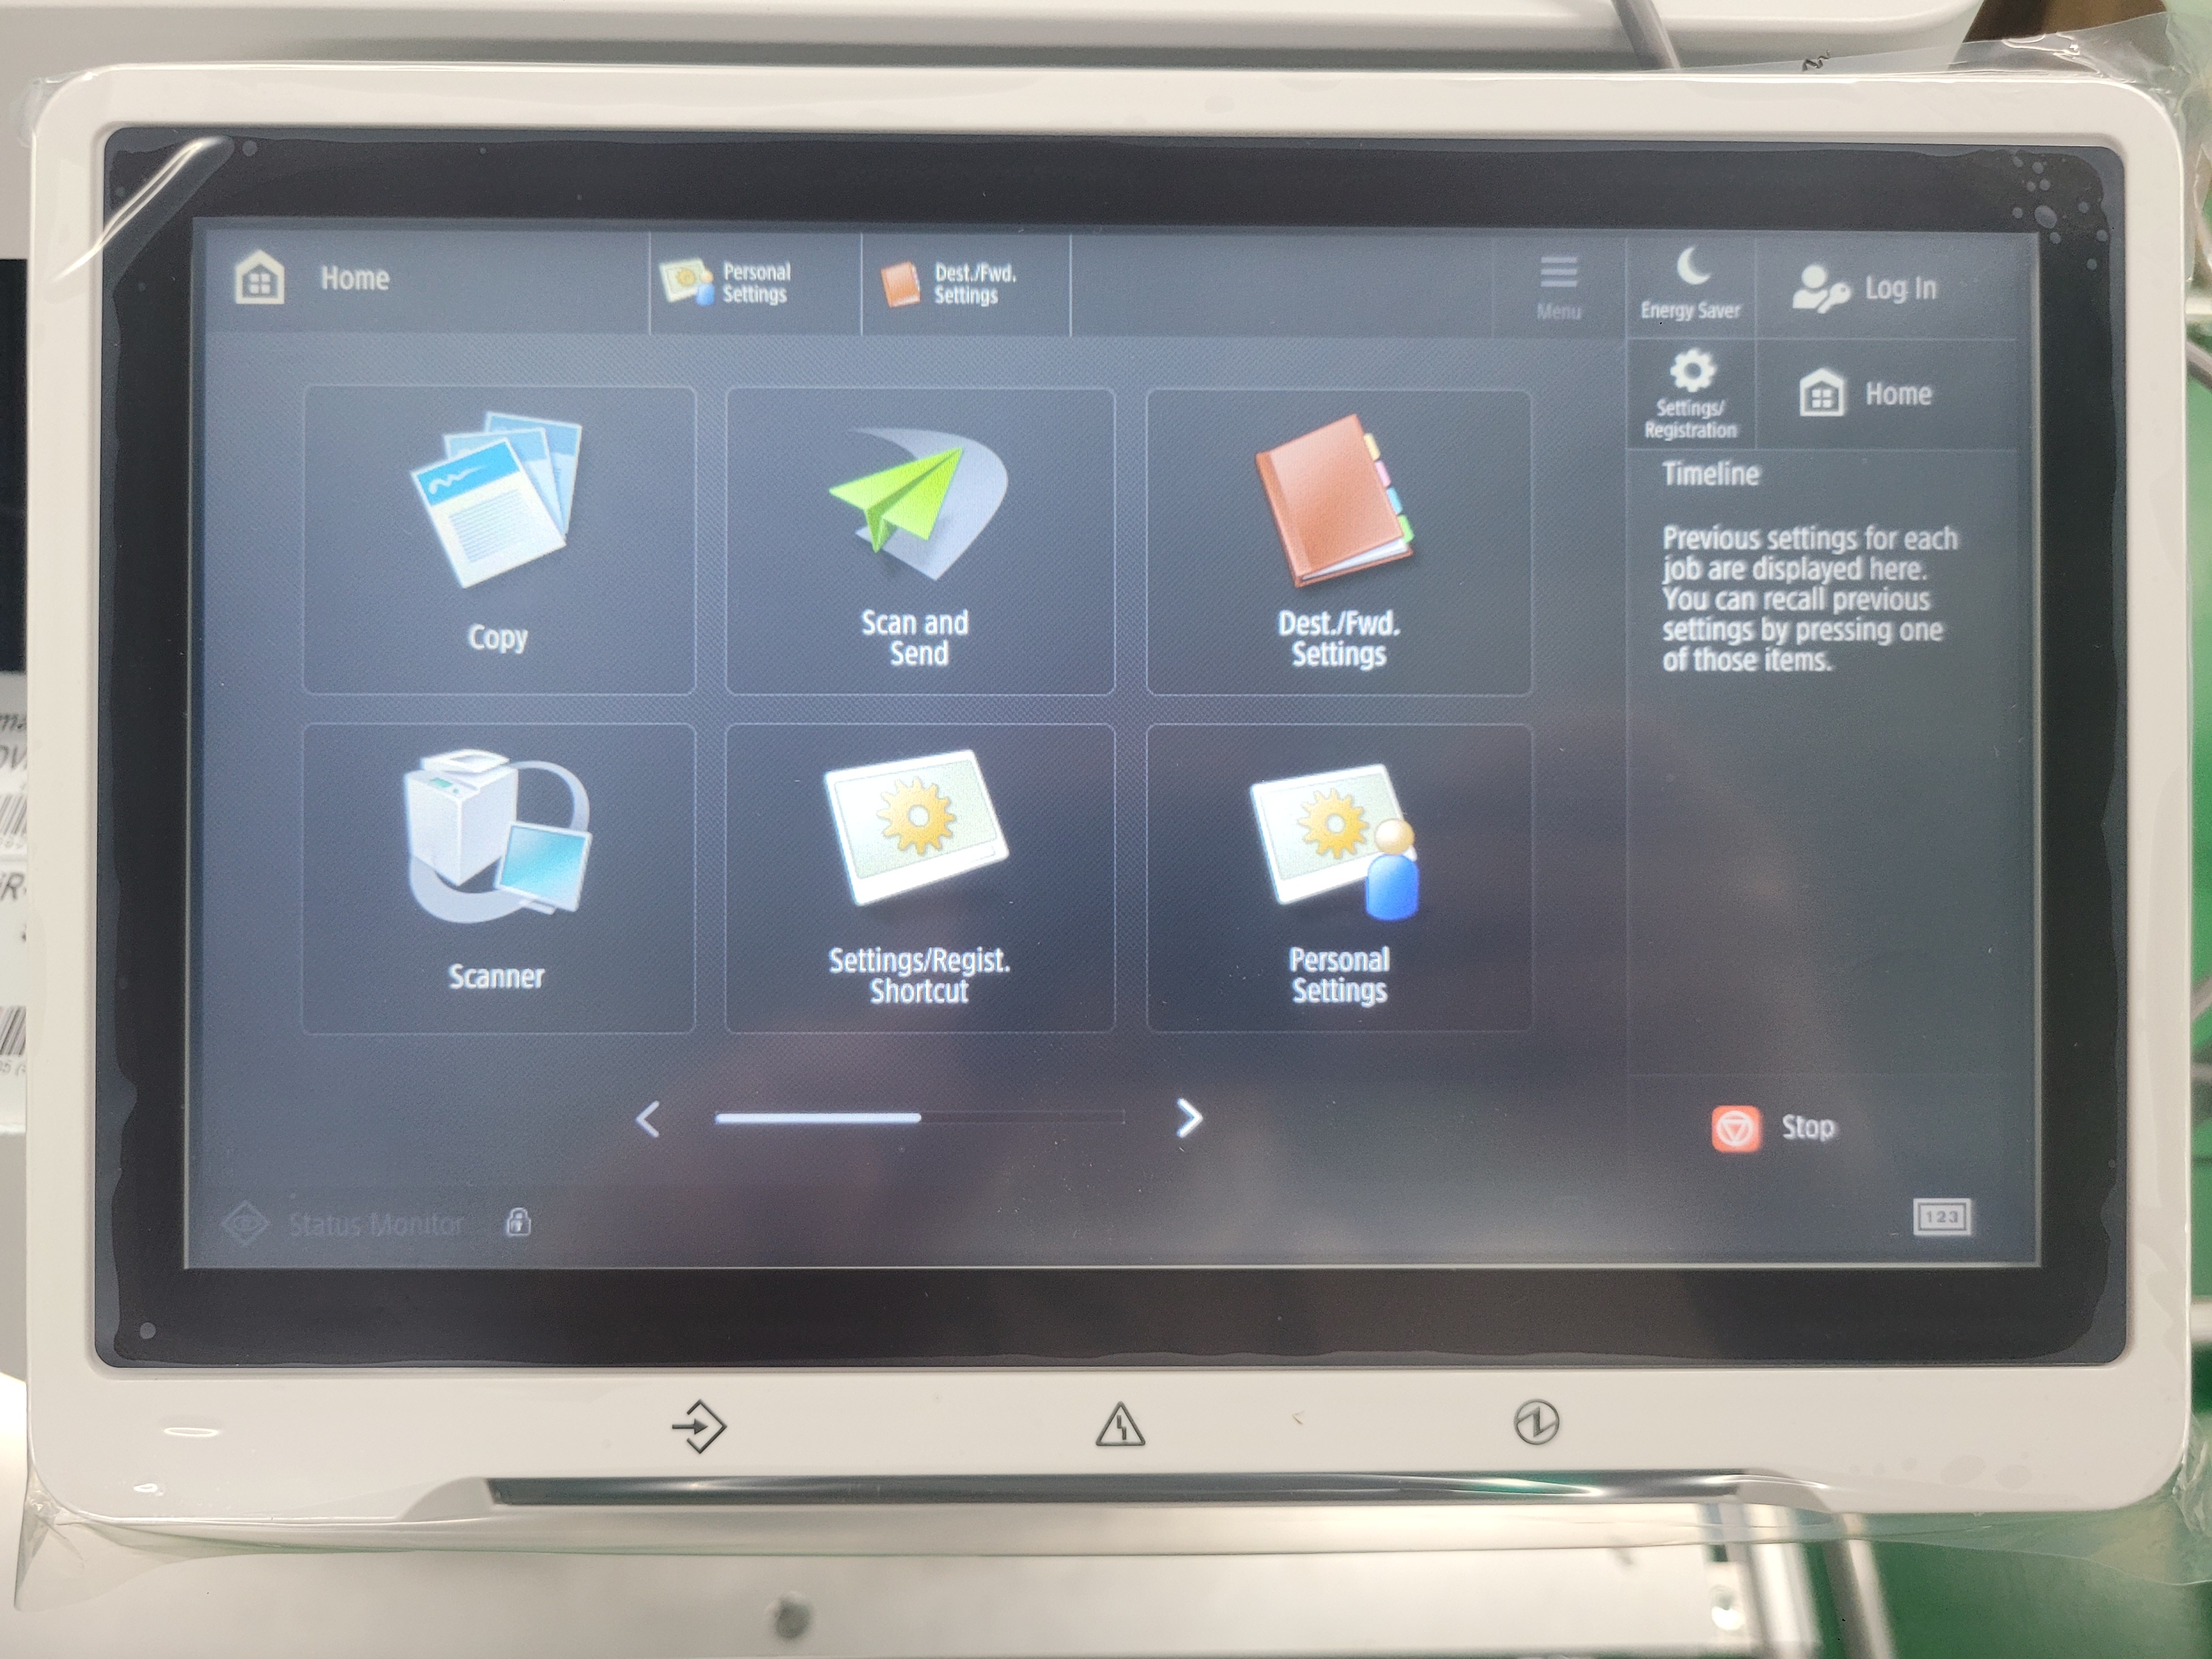 Home
Personal
Settings
Dest./Fwd.
Settings
Menu
Energy Saver
Log In
Settings/
Registration
Home
Copy
Scan and
Send
Dest./Fwd.
Settings
Scanner
Settings/Regist.
Shortcut
Personal
Settings
Timeline
Previous settings for each
job are displayed here.
You can recall previous
settings by pressing one
of those items.
Stop
Status Monitor
123